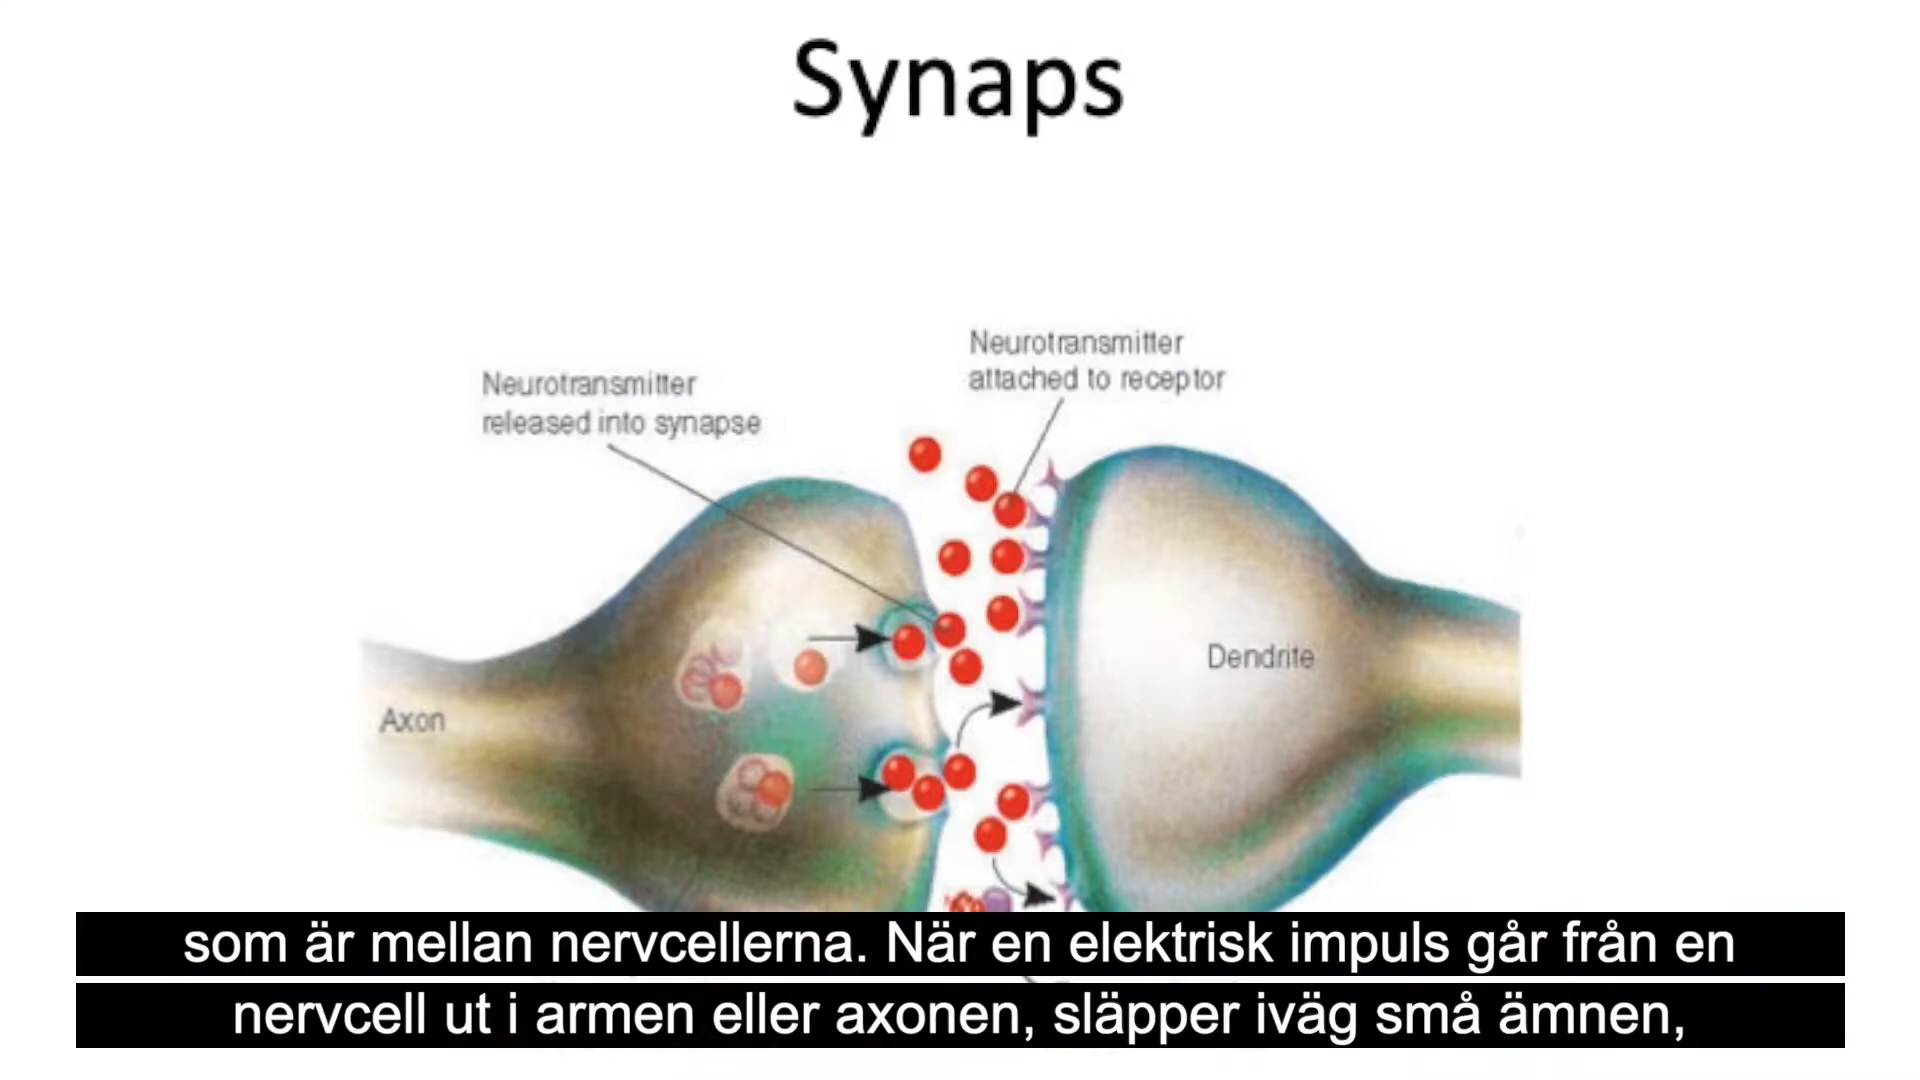 Synaps
Neurotransmitter
attached to receptor
Neurotransmitter
released into synapse
Dendrite
Axon
som är mellan nervcellerna. När en elektrisk impuls går från en
nervcell ut i armen eller axonen, släpper iväg små ämnen,